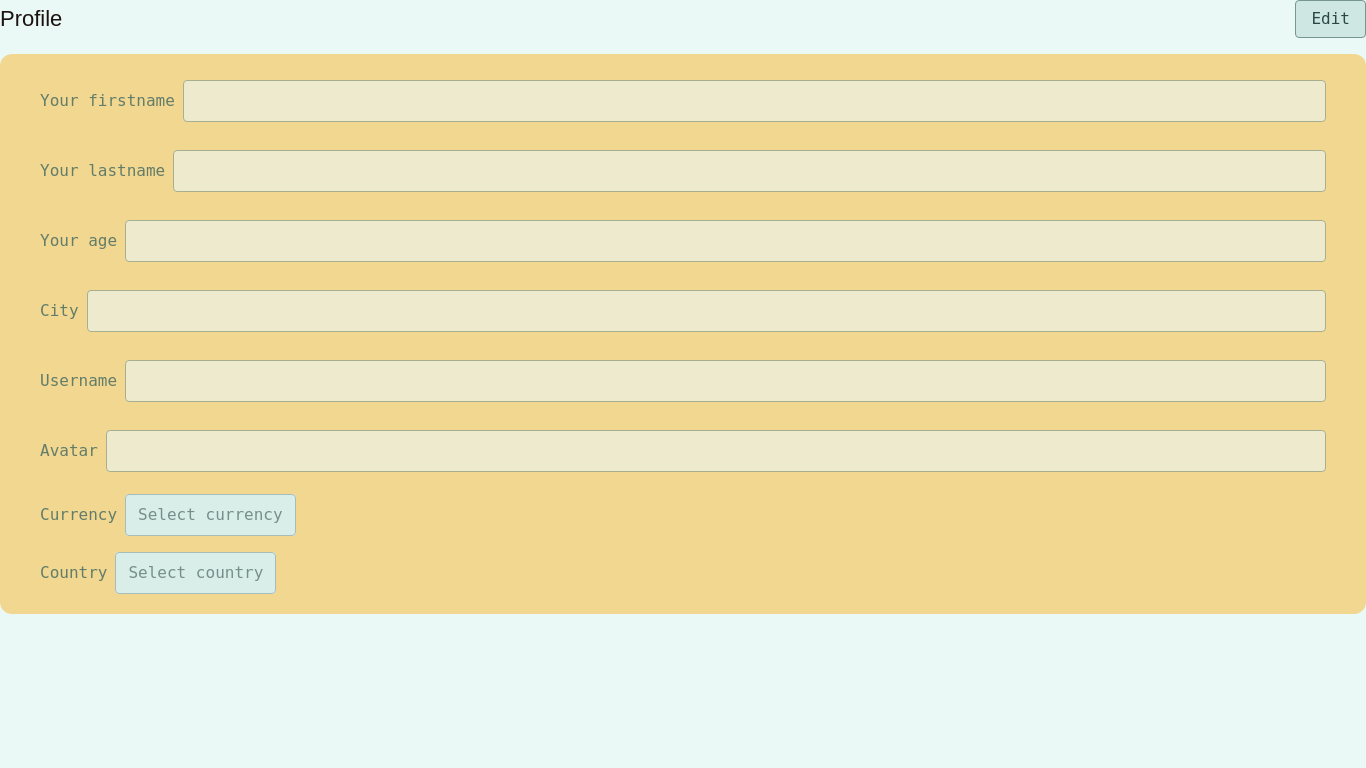 Profile
Edit
Your firstname
Your lastname
Your age
City
Username
Avatar
Currency Select currency
Country Select country